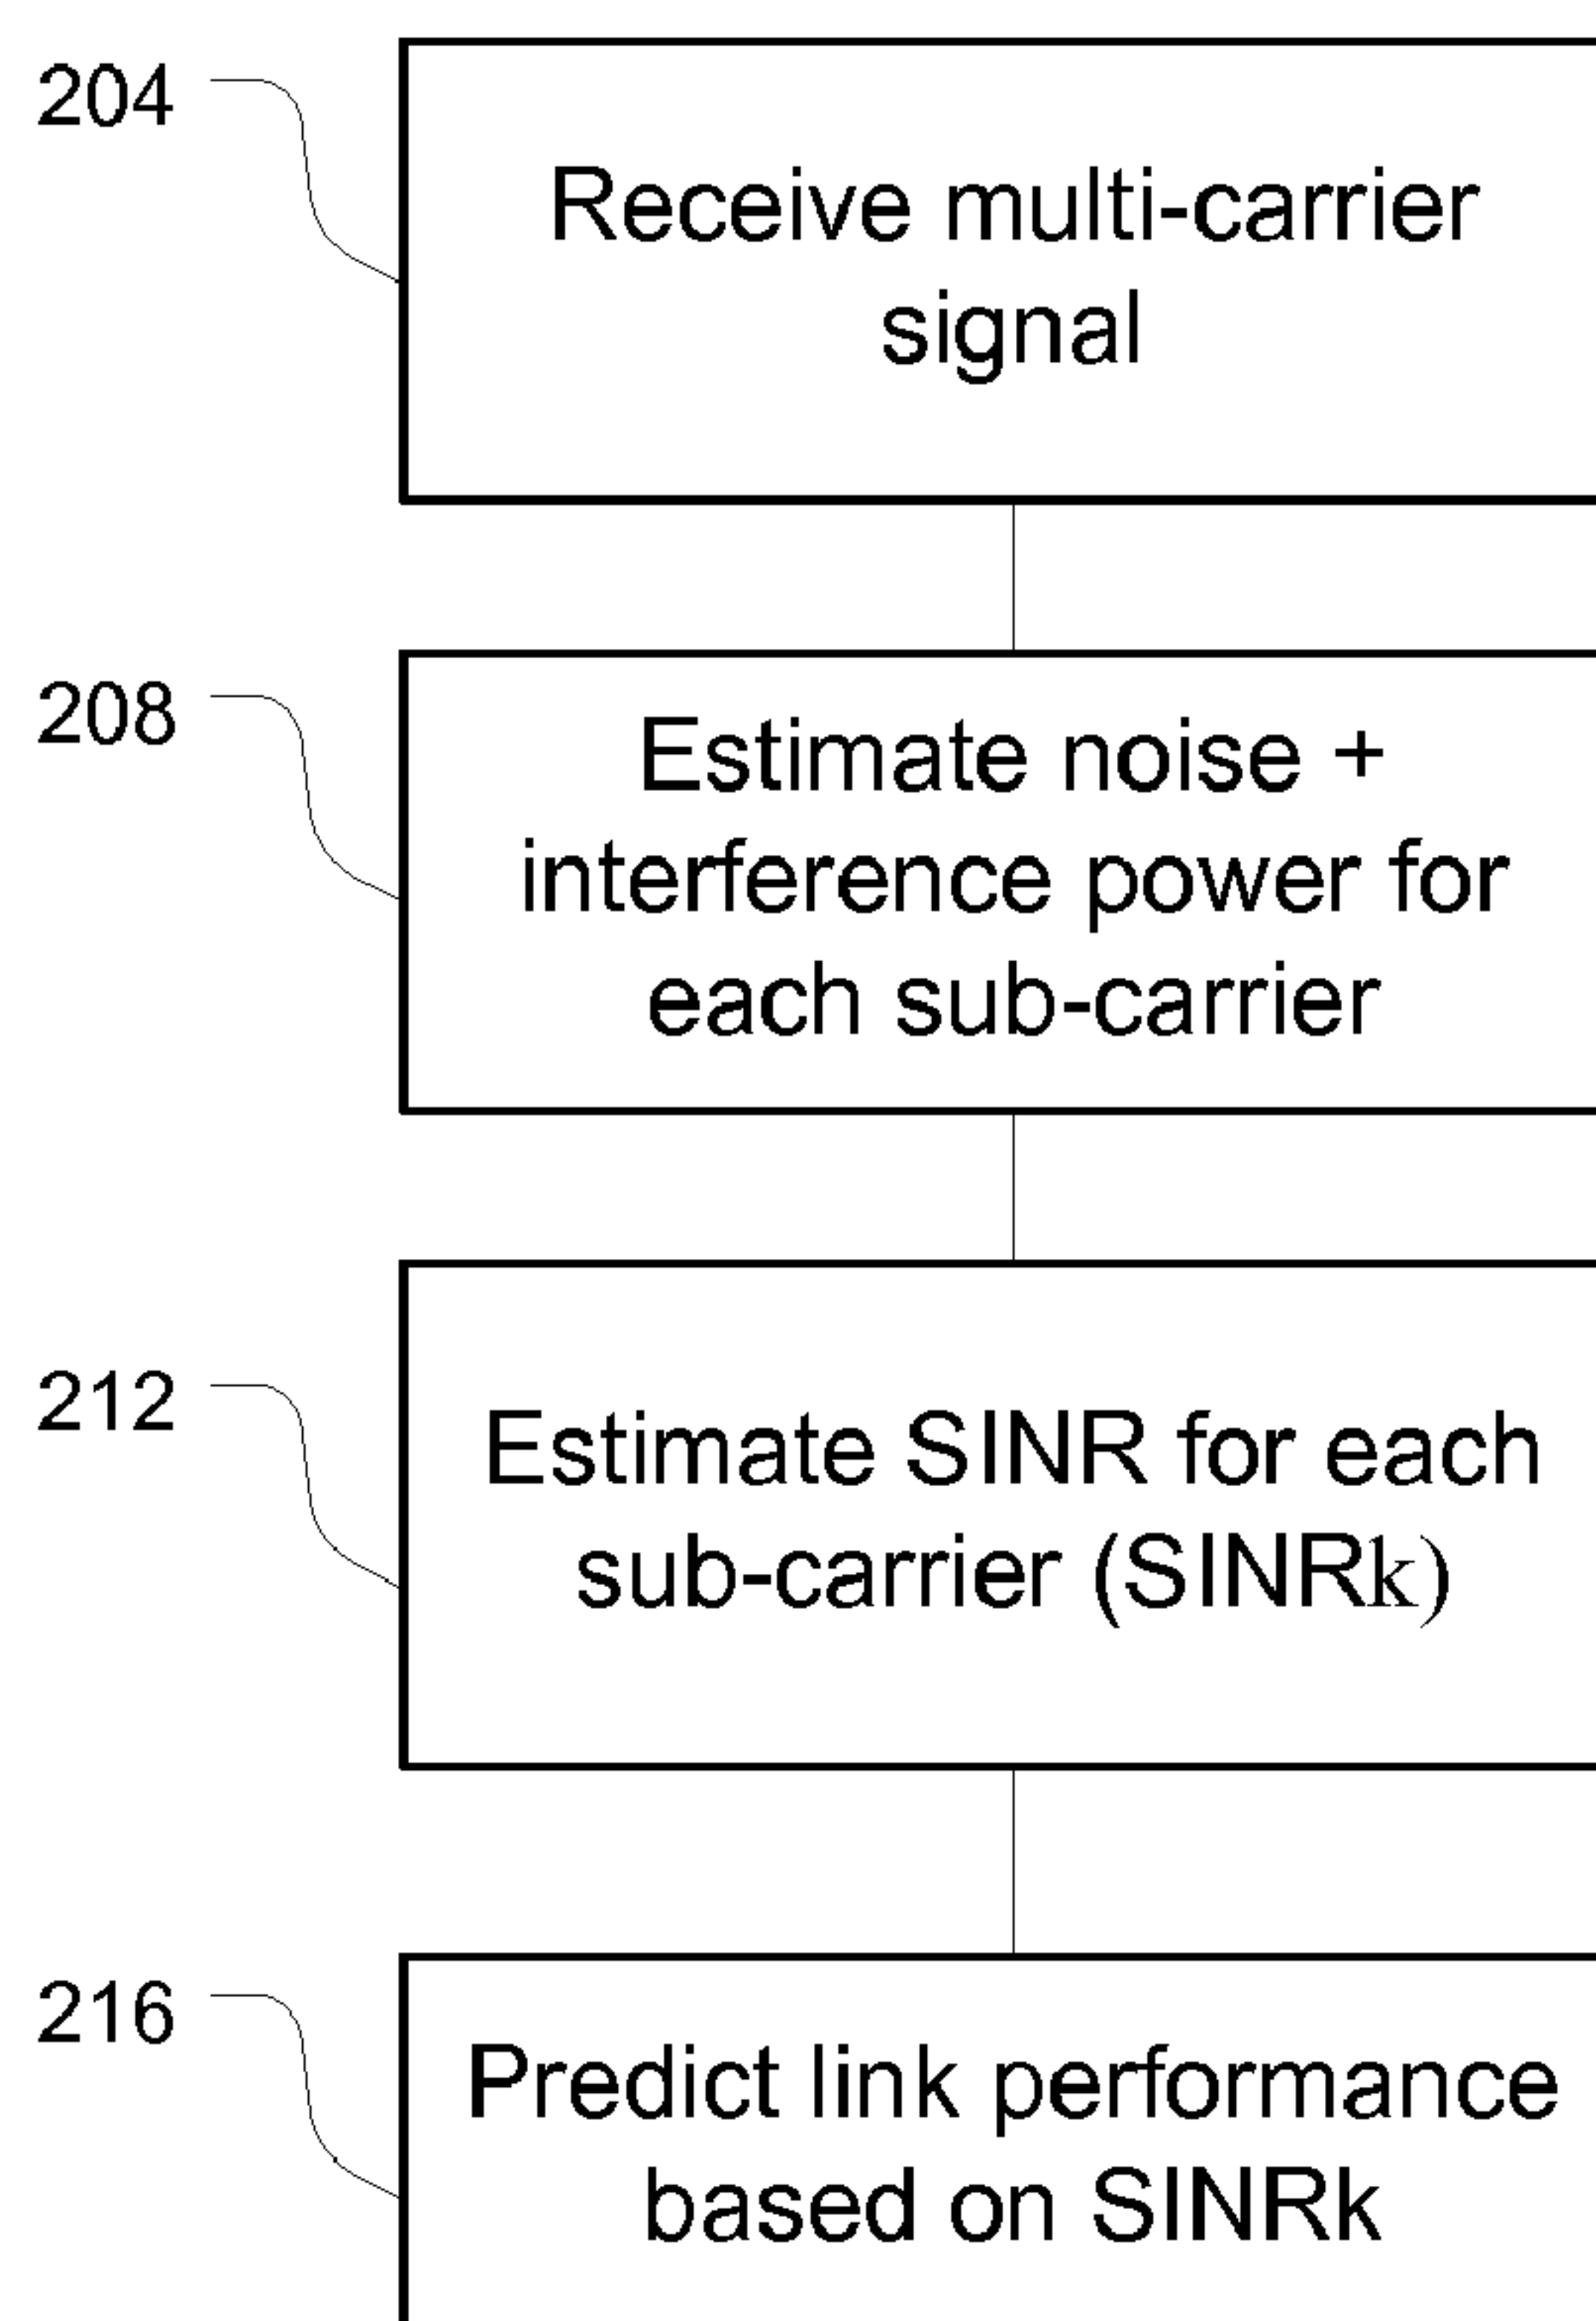 204
Receive multi-carrier
signal
208
Estimate noise +
interference power for
each sub-carrier
212
Estimate SINR for each
sub-carrier (SINRk)
216
Predict link performance
based on SINRk